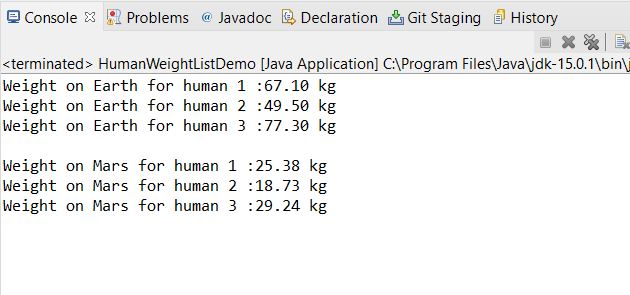 Console Problems @ Javadoc Declaration Git Staging History
<terminated> HumanWeightListDemo [Java Application] C:\Program Files\Java\jdk-15.0.1\bin\j
Weight on Earth for human 1 :67.10 kg
Weight on Earth for human 2 :49.50 kg
Weight on Earth for human 3 :77.30 kg
Weight on Mars for human 1 :25.38 kg
Weight on Mars for human 2 :18.73 kg
Weight on Mars for human 3 :29.24 kg